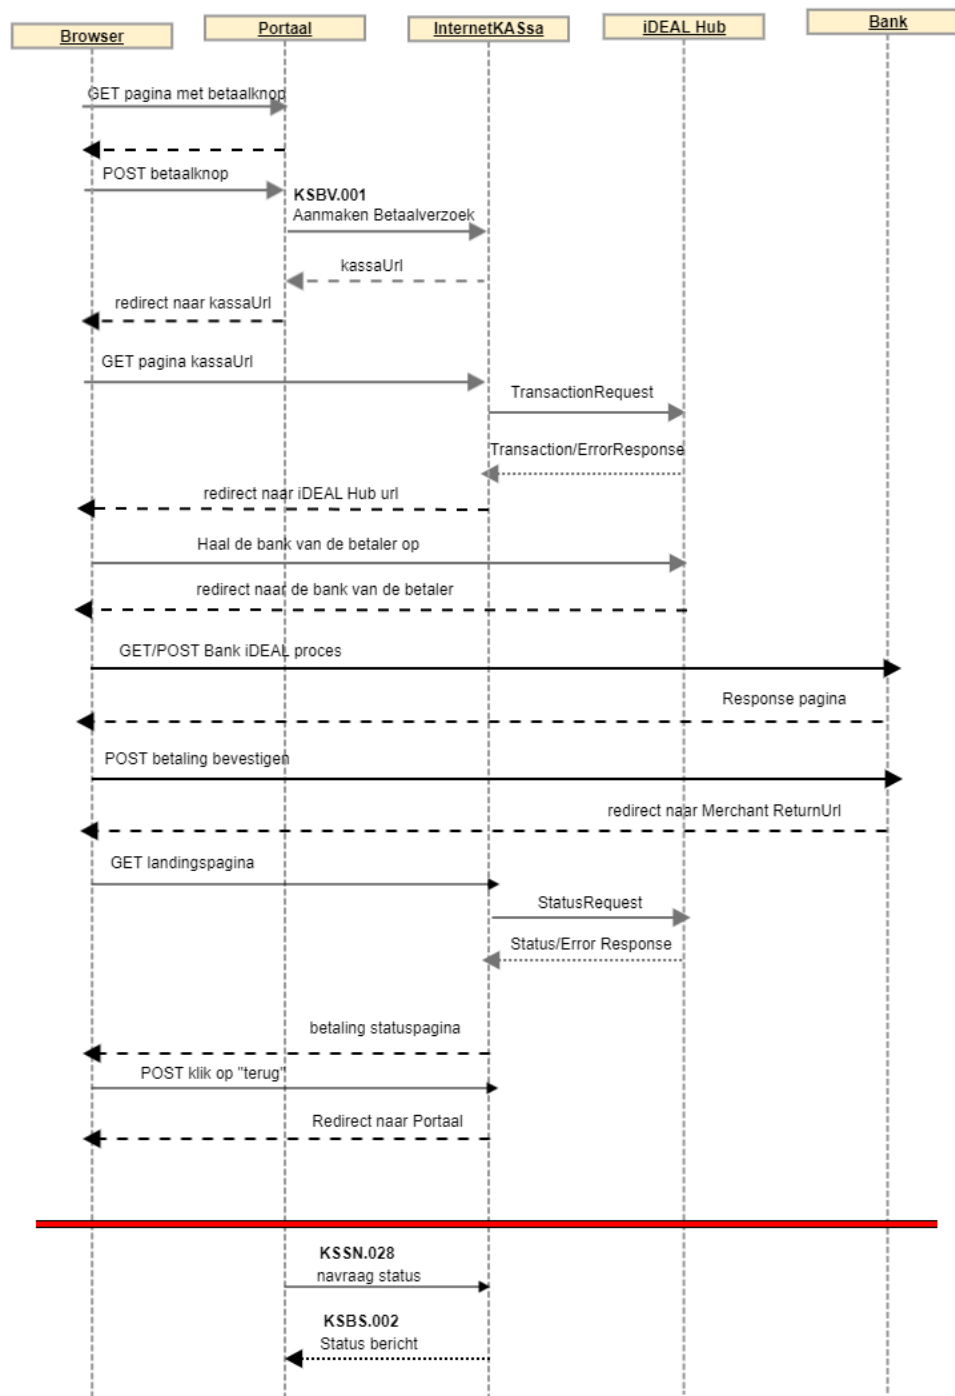 Browser
Portaal
InternetKASsa
iDEAL Hub
Bank
GET pagina met betaalknop
POST betaalknop
KSBV.001
Aanmaken Betaalverzoek
kassaUrl
redirect naar kassaUrl
GET pagina kassaUrl
TransactionRequest
Transaction/ErrorResponse
redirect naar iDEAL Hub url
Haal de bank van de betaler op
redirect naar de bank van de betaler
GET/POST Bank iDEAL proces
Response pagina
POST betaling bevestigen
redirect naar Merchant ReturnUrl
GET landingspagina
StatusRequest
Status/Error Response
betaling statuspagina
POST klik op "terug"
Redirect naar Portaal
KSSN.028
navraag status
KSBS.002
Status bericht